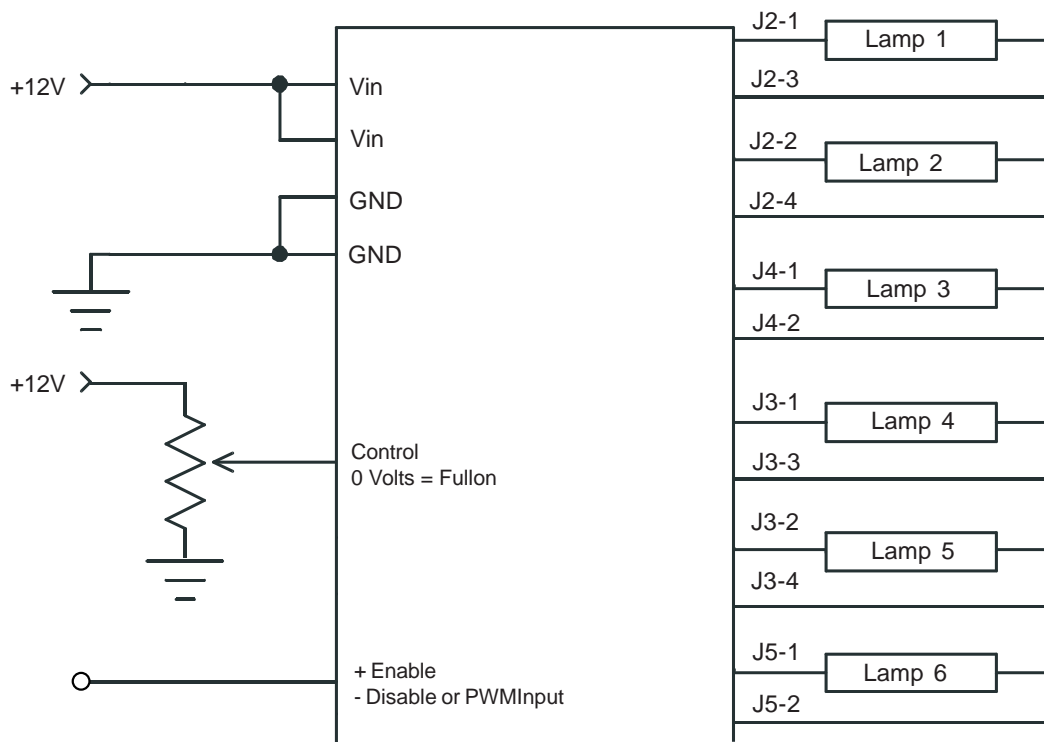 +12V
Vin
Vin
GND
GND
+12V
Control
0 Volts = Fullon
+ Enable
- Disable or PWMInput
J2-1
Lamp 1
J2-3
J2-2
Lamp 2
J2-4
J4-1
Lamp 3
J4-2
J3-1
Lamp 4
J3-3
J3-2
Lamp 5
J3-4
J5-1
Lamp 6
J5-2